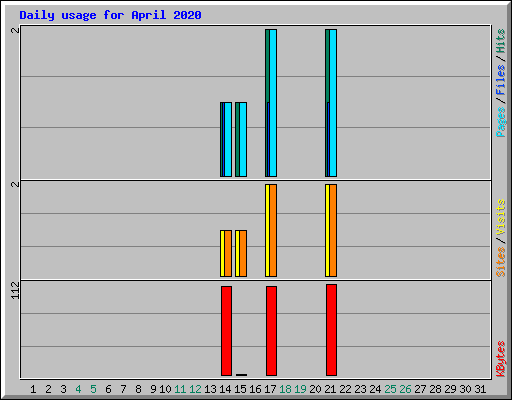 Daily usage for April 2020
2
Pages / Files / Hits
2
Sites / Visits
112
KBytes
1 2 3 4 5 6 7 8 9 10 11 12 13 14 15 16 17 18 19 20 21 22 23 24 25 26 27 28 29 30 31